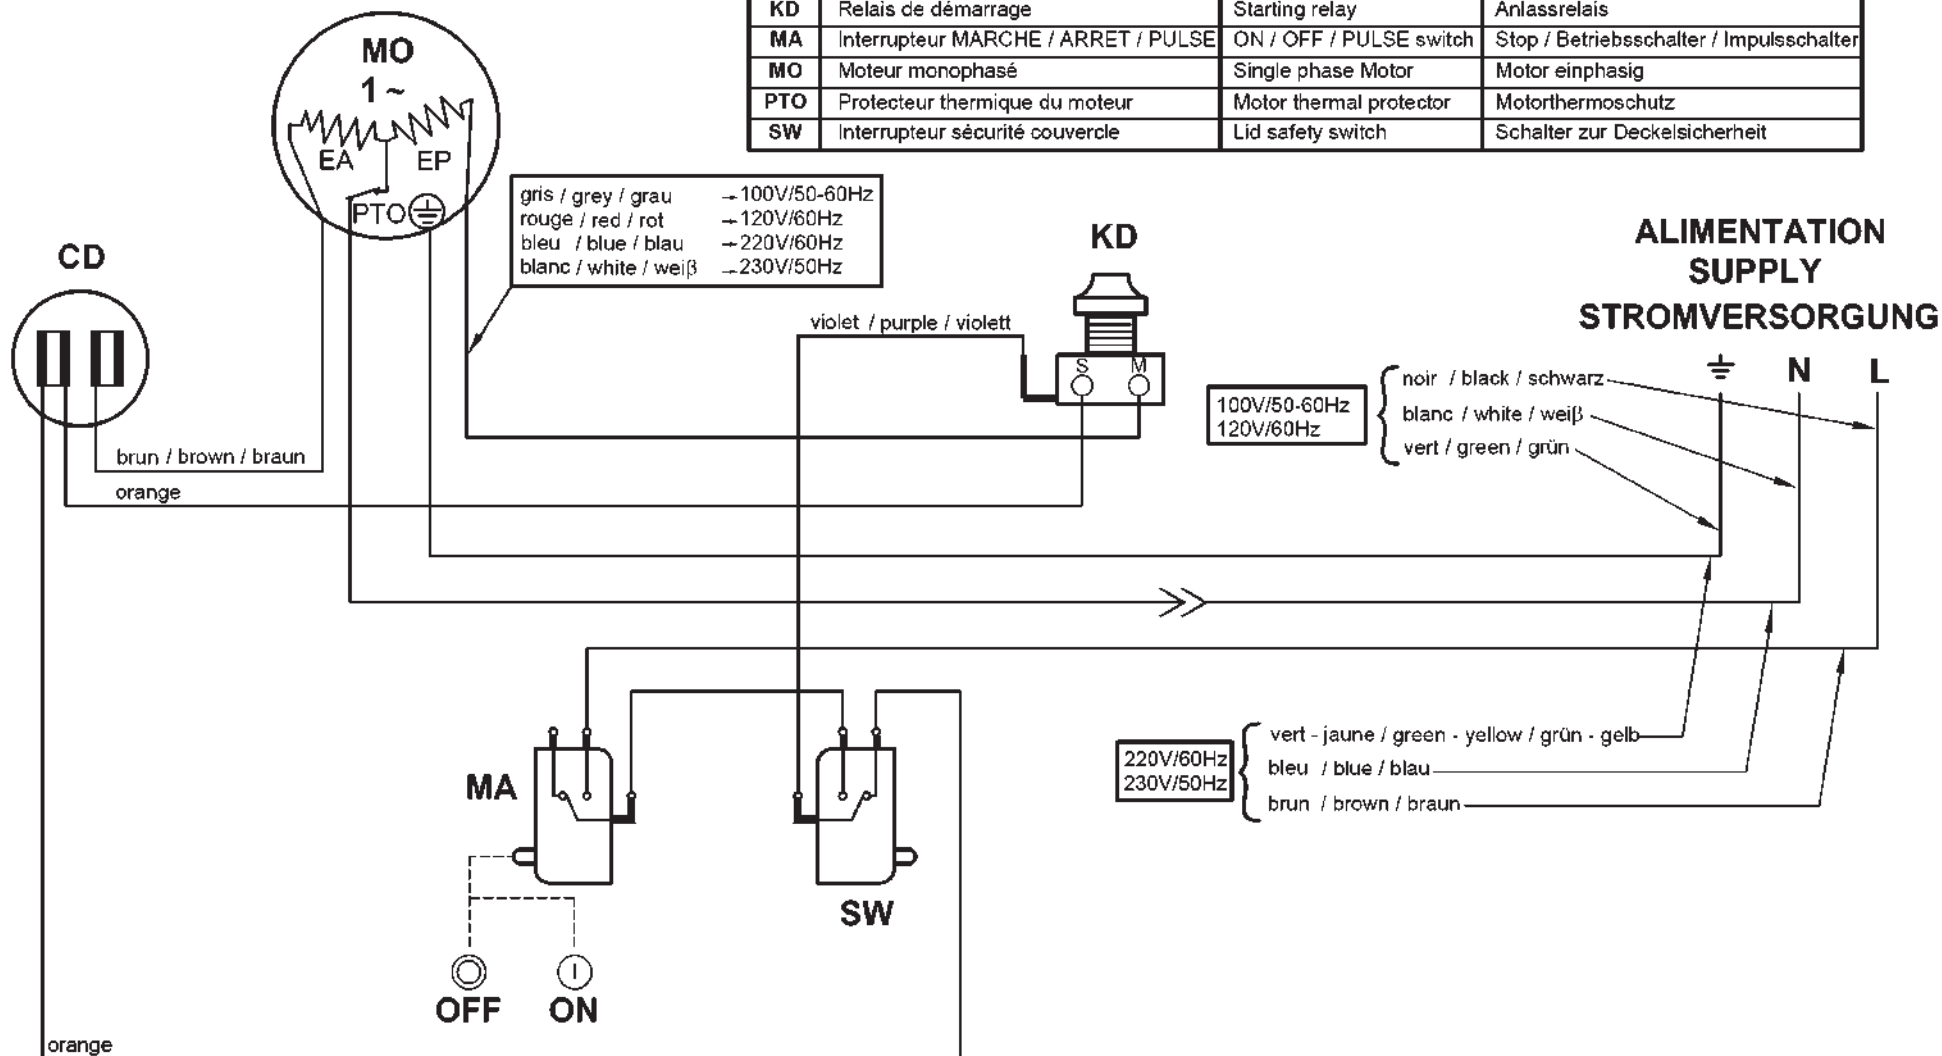 KD Relais de démarrage Starting relay Anlassrelais
MA Interrupteur MARCHE / ARRET / PULSE ON / OFF / PULSE switch Stop / Betriebsschalter / Impulsschalter
MO Moteur monophasé Single phase Motor Motor einphasig
PTO Protecteur thermique du moteur Motor thermal protector Motorthermoschutz
SW Interrupteur sécurité couvercle Lid safety switch Schalter zur Deckelsicherheit
MO
1 ~
EA EP
PTO
gris / grey / grau → 100V/50-60Hz
rouge / red / rot → 120V/60Hz
bleu / blue / blau → 220V/60Hz
blanc / white / weiß → 230V/50Hz
CD
KD
violet / purple / violett
S M
ALIMENTATION
SUPPLY
STROMVERSORGUNG
N L
100V/50-60Hz
120V/60Hz
noir / black / schwarz
blanc / white / weiß
vert / green / grün
brun / brown / braun
orange
MA
SW
220V/60Hz
230V/50Hz
vert - jaune / green - yellow / grün - gelb
bleu / blue / blau
brun / brown / braun
I
OFF ON
orange